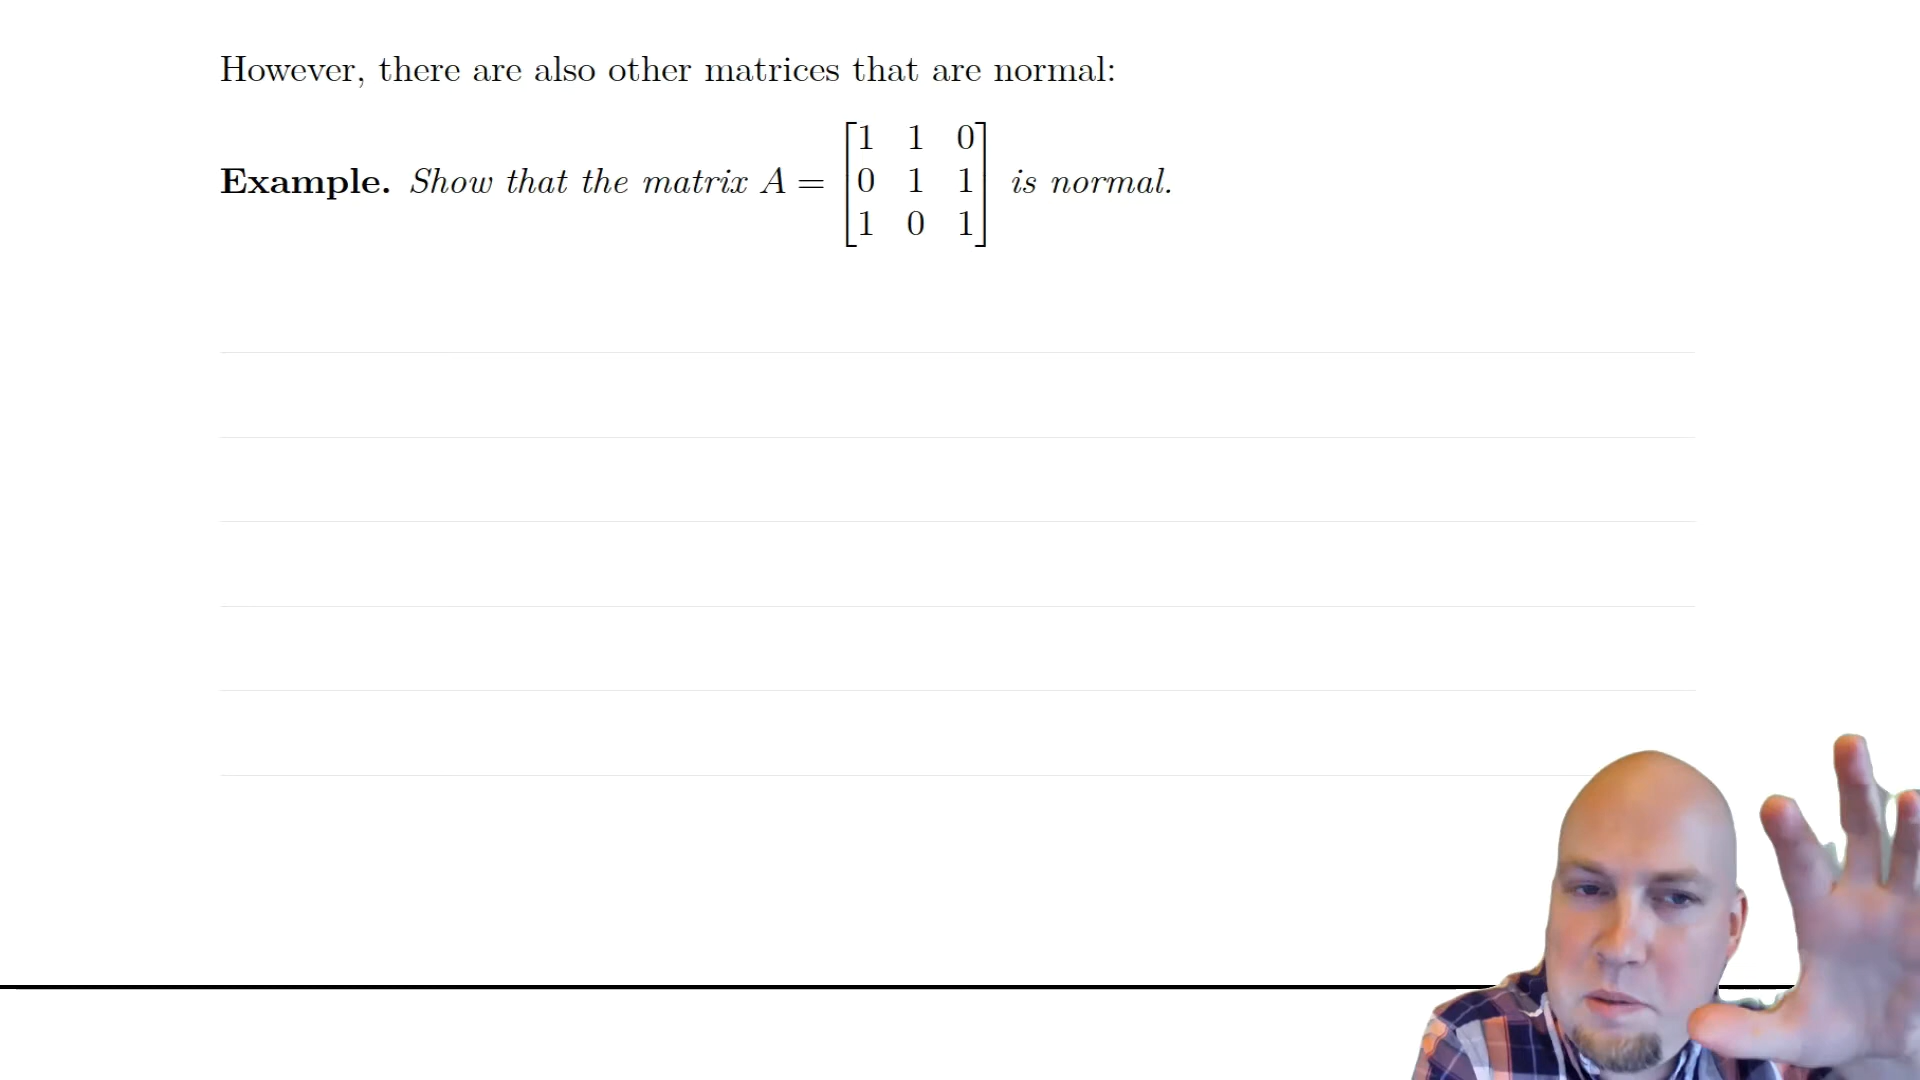 However, there are also other matrices that are normal:
Example. Show that the matrix A = [1 1 0
0 1 1
1 0 1] is normal.